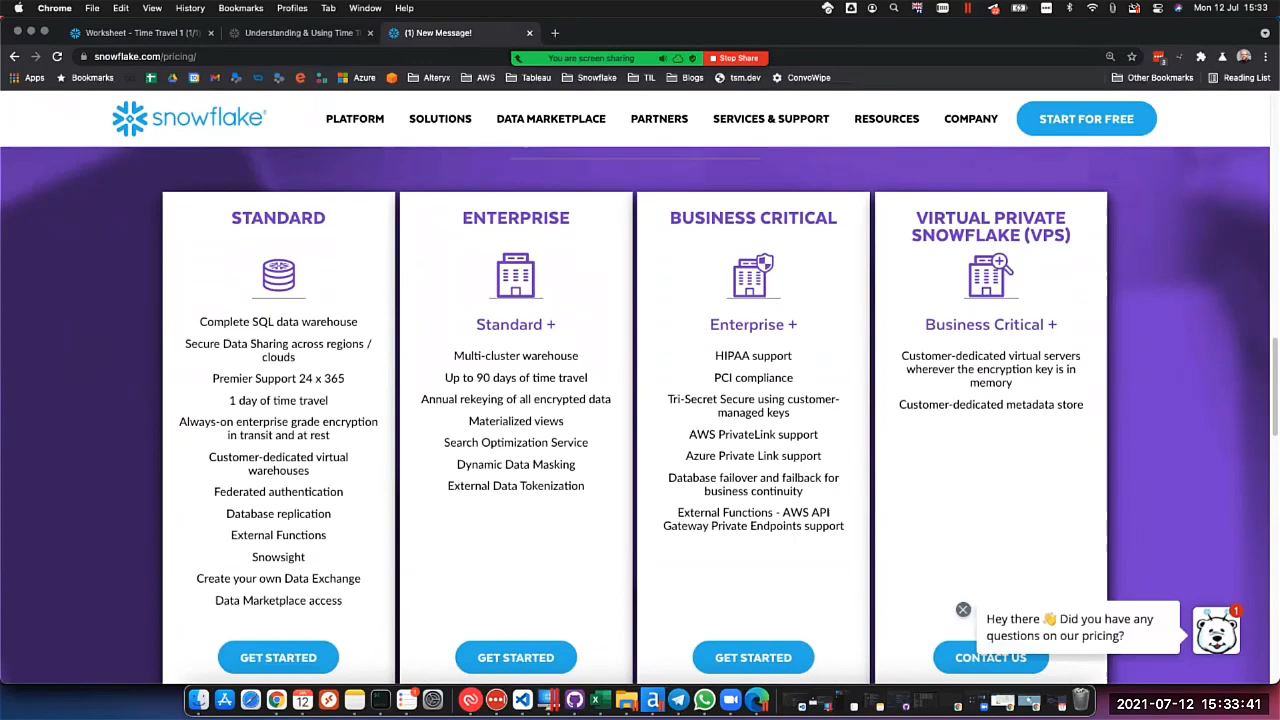 Chrome File Edit View History Bookmarks Profiles Tab Window Help Mon 12 Jul 15:33
Worksheet - Time Travel 1 (1/1) Understanding & Using Time T (1) New Message!
snowflake.com/pricing/
You are screen sharing Stop Share
Apps Bookmarks Azure Alteryx AWS Tableau Snowflake TIL Blogs tsm.dev ConvoWipe Other Bookmarks Reading List
snowflake®
PLATFORM SOLUTIONS DATA MARKETPLACE PARTNERS SERVICES & SUPPORT RESOURCES COMPANY START FOR FREE
STANDARD
Complete SQL data warehouse
Secure Data Sharing across regions /
clouds
Premier Support 24 x 365
1 day of time travel
Always-on enterprise grade encryption
in transit and at rest
Customer-dedicated virtual
warehouses
Federated authentication
Database replication
External Functions
Snowsight
Create your own Data Exchange
Data Marketplace access
GET STARTED
ENTERPRISE
Standard +
Multi-cluster warehouse
Up to 90 days of time travel
Annual rekeying of all encrypted data
Materialized views
Search Optimization Service
Dynamic Data Masking
External Data Tokenization
GET STARTED
BUSINESS CRITICAL
Enterprise +
HIPAA support
PCI compliance
Tri-Secret Secure using customer-
managed keys
AWS PrivateLink support
Azure Private Link support
Database failover and failback for
business continuity
External Functions - AWS API
Gateway Private Endpoints support
GET STARTED
VIRTUAL PRIVATE
SNOWFLAKE (VPS)
Business Critical +
Customer-dedicated virtual servers
wherever the encryption key is in
memory
Customer-dedicated metadata store
CONTACT US
Hey there 👋 Did you have any
questions on our pricing?
1
2021-07-12 15:33:41